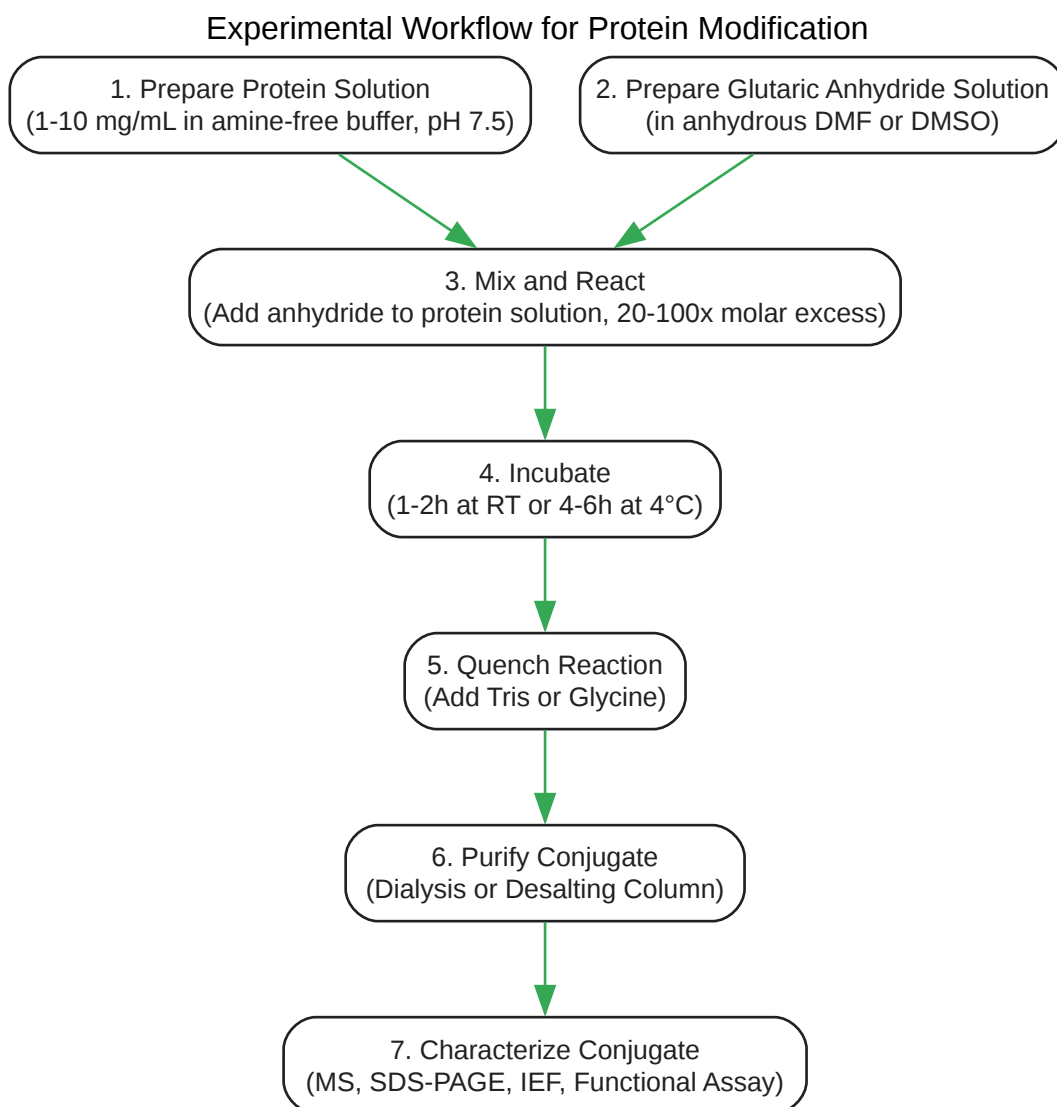 Experimental Workflow for Protein Modification
1. Prepare Protein Solution
(1-10 mg/mL in amine-free buffer, pH 7.5)
2. Prepare Glutaric Anhydride Solution
(in anhydrous DMF or DMSO)
3. Mix and React
(Add anhydride to protein solution, 20-100x molar excess)
4. Incubate
(1-2h at RT or 4-6h at 4°C)
5. Quench Reaction
(Add Tris or Glycine)
6. Purify Conjugate
(Dialysis or Desalting Column)
7. Characterize Conjugate
(MS, SDS-PAGE, IEF, Functional Assay)